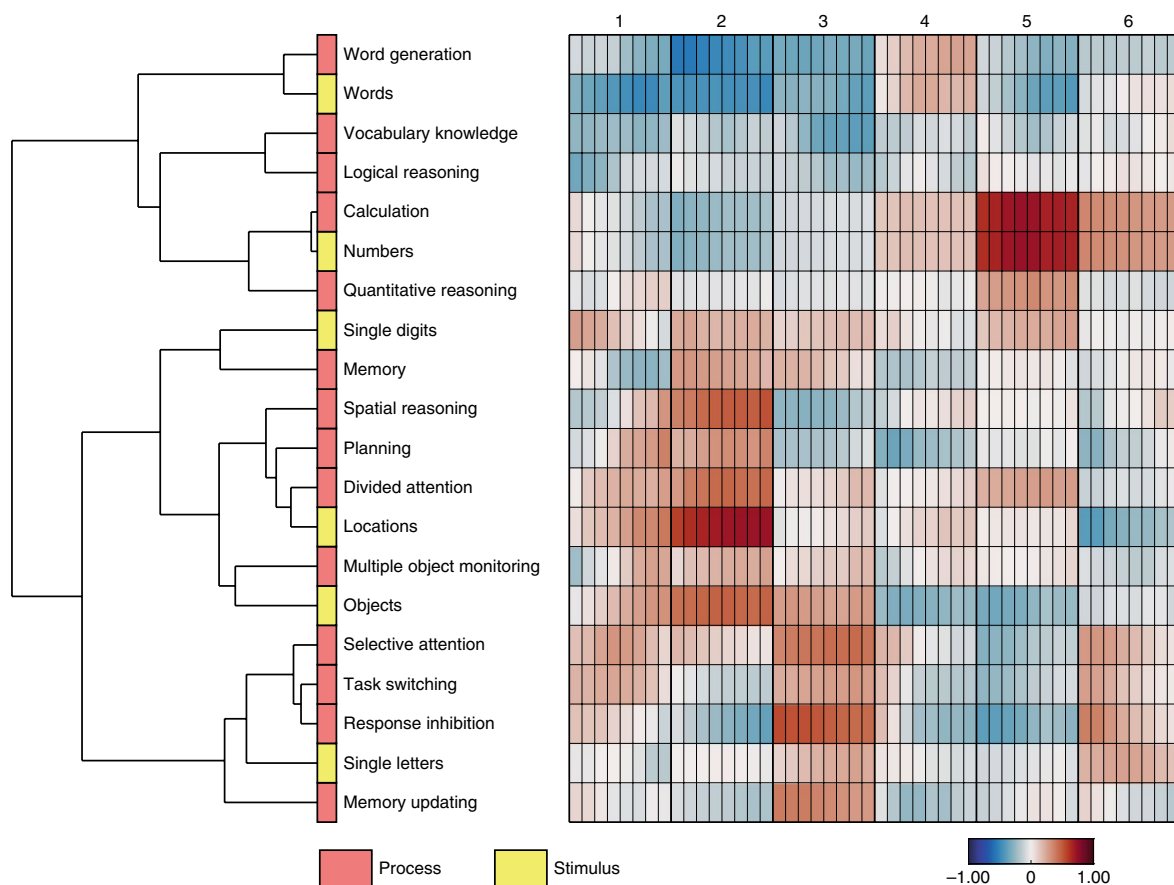 1 2 3 4 5 6
Word generation
Words
Vocabulary knowledge
Logical reasoning
Calculation
Numbers
Quantitative reasoning
Single digits
Memory
Spatial reasoning
Planning
Divided attention
Locations
Multiple object monitoring
Objects
Selective attention
Task switching
Response inhibition
Single letters
Memory updating
Process Stimulus
−1.00 0 1.00